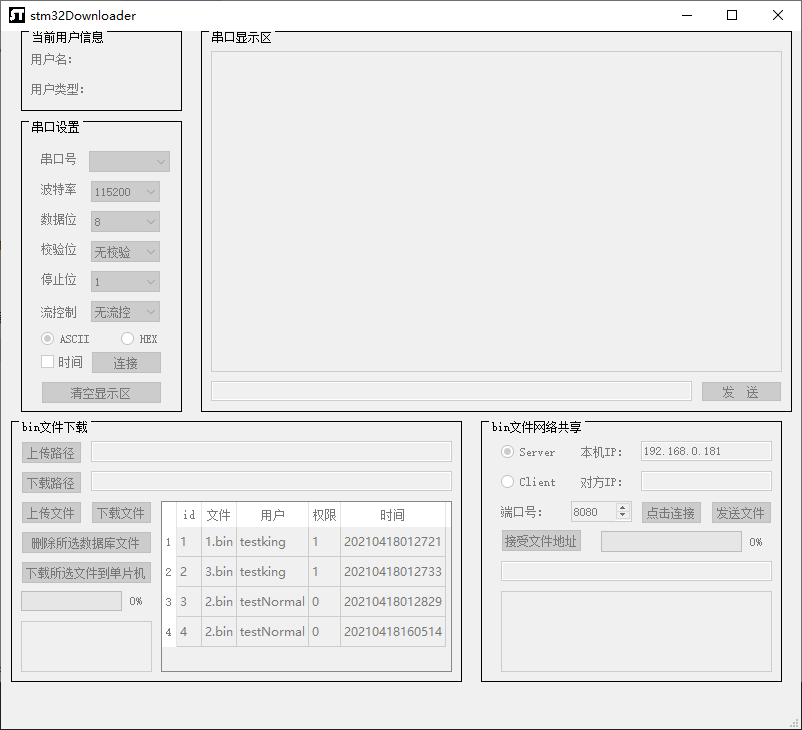 stm32Downloader
当前用户信息
用户名:
用户类型:
串口设置
串口号
波特率 115200
数据位 8
校验位 无校验
停止位 1
流控制 无流控
ASCII HEX
时间 连接
清空显示区
串口显示区
发 送
bin文件下载
上传路径
下载路径
上传文件 下载文件
删除所选数据库文件
下载所选文件到单片机
0%
id 文件 用户 权限 时间
1 1 1.bin testking 1 20210418012721
2 2 3.bin testking 1 20210418012733
3 3 2.bin testNormal 0 20210418012829
4 4 2.bin testNormal 0 20210418160514
bin文件网络共享
Server 本机IP: 192.168.0.181
Client 对方IP:
端口号: 8080 点击连接 发送文件
接受文件地址 0%